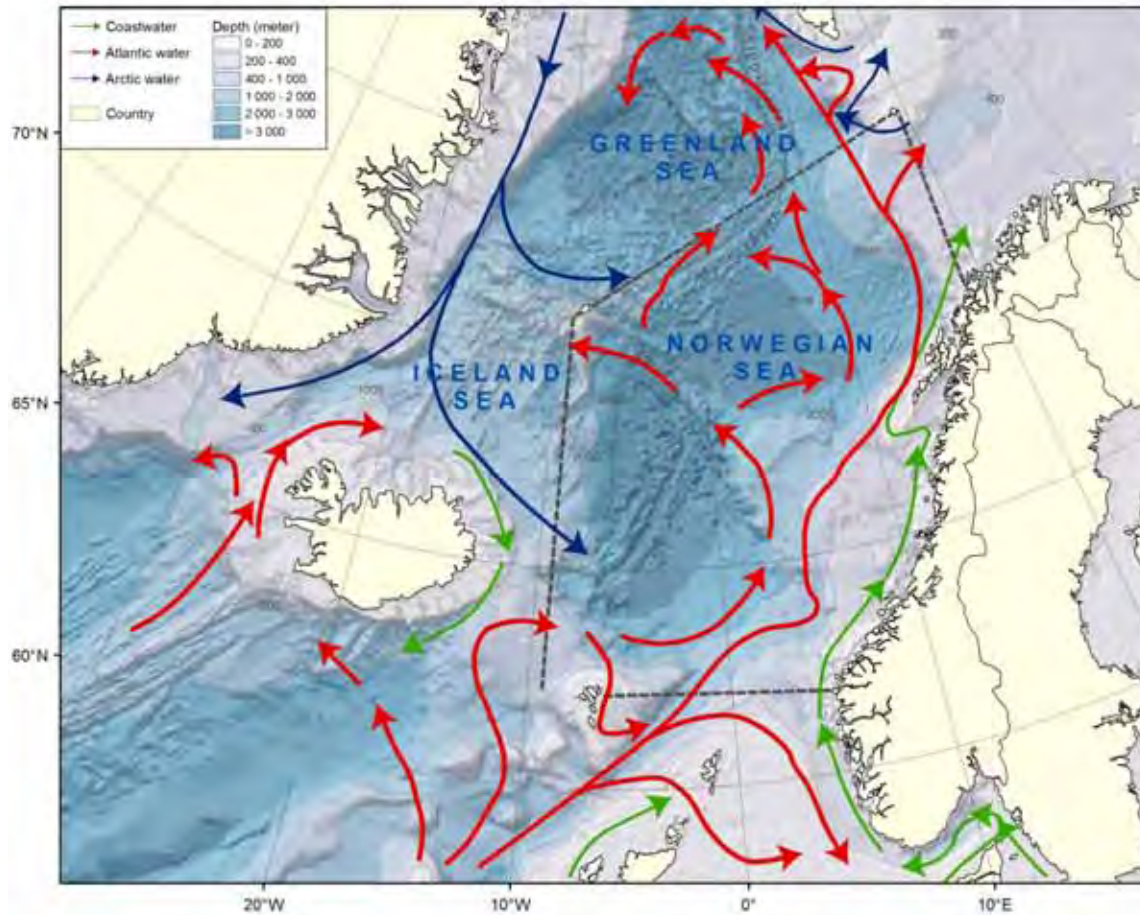 Coastwater
Atlantic water
Arctic water
Country
Depth (meter)
0 - 200
200 - 400
400 - 1 000
1 000 - 2 000
2 000 - 3 000
> 3 000
70°N
65°N
60°N
GREENLAND
SEA
NORWEGIAN
SEA
ICELAND
SEA
20°W
10°W
0°
10°E